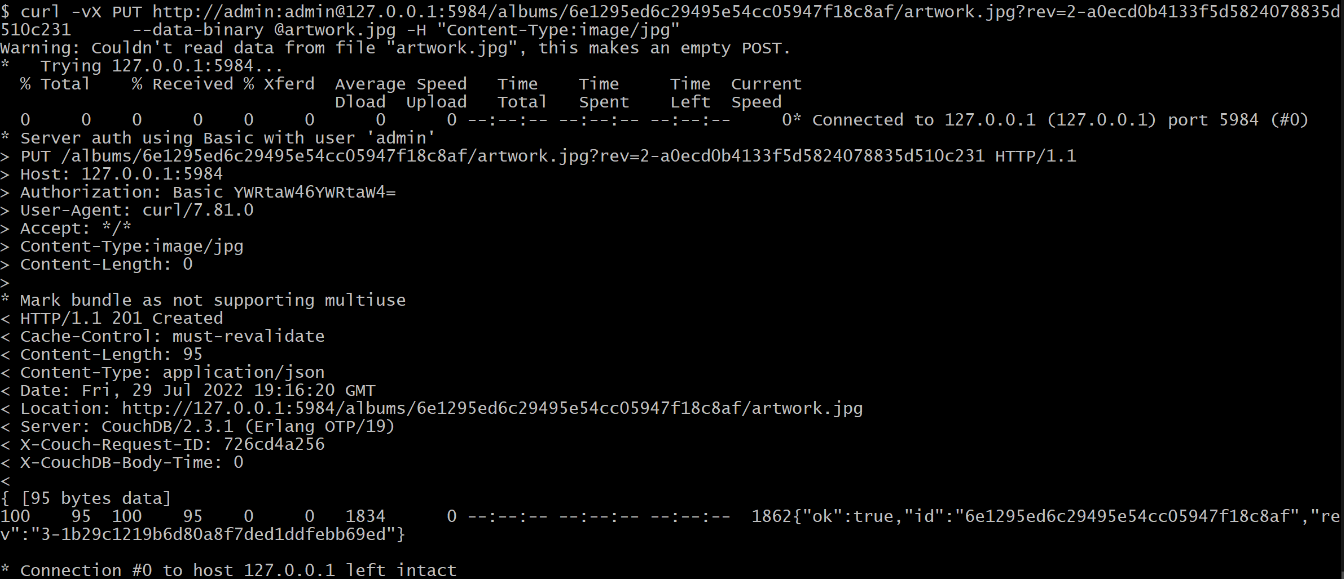 $ curl -vX PUT http://admin:admin@127.0.0.1:5984/albums/6e1295ed6c29495e54cc05947f18c8af/artwork.jpg?rev=2-a0ecd0b4133f5d5824078835d
510c231      --data-binary @artwork.jpg -H "Content-Type:image/jpg"
Warning: Couldn't read data from file "artwork.jpg", this makes an empty POST.
*   Trying 127.0.0.1:5984...
  % Total    % Received % Xferd  Average Speed   Time    Time     Time  Current
                                 Dload  Upload   Total   Spent    Left  Speed
  0     0    0     0    0     0      0      0 --:--:-- --:--:-- --:--:--     0* Connected to 127.0.0.1 (127.0.0.1) port 5984 (#0)
* Server auth using Basic with user 'admin'
> PUT /albums/6e1295ed6c29495e54cc05947f18c8af/artwork.jpg?rev=2-a0ecd0b4133f5d5824078835d510c231 HTTP/1.1
> Host: 127.0.0.1:5984
> Authorization: Basic YWRtaW46YWRtaW4=
> User-Agent: curl/7.81.0
> Accept: */*
> Content-Type:image/jpg
> Content-Length: 0
>
* Mark bundle as not supporting multiuse
< HTTP/1.1 201 Created
< Cache-Control: must-revalidate
< Content-Length: 95
< Content-Type: application/json
< Date: Fri, 29 Jul 2022 19:16:20 GMT
< Location: http://127.0.0.1:5984/albums/6e1295ed6c29495e54cc05947f18c8af/artwork.jpg
< Server: CouchDB/2.3.1 (Erlang OTP/19)
< X-Couch-Request-ID: 726cd4a256
< X-CouchDB-Body-Time: 0
<
{ [95 bytes data]
100    95  100    95    0     0   1834      0 --:--:-- --:--:-- --:--:--  1862{"ok":true,"id":"6e1295ed6c29495e54cc05947f18c8af","re
v":"3-1b29c1219b6d80a8f7ded1ddfebb69ed"}
* Connection #0 to host 127.0.0.1 left intact